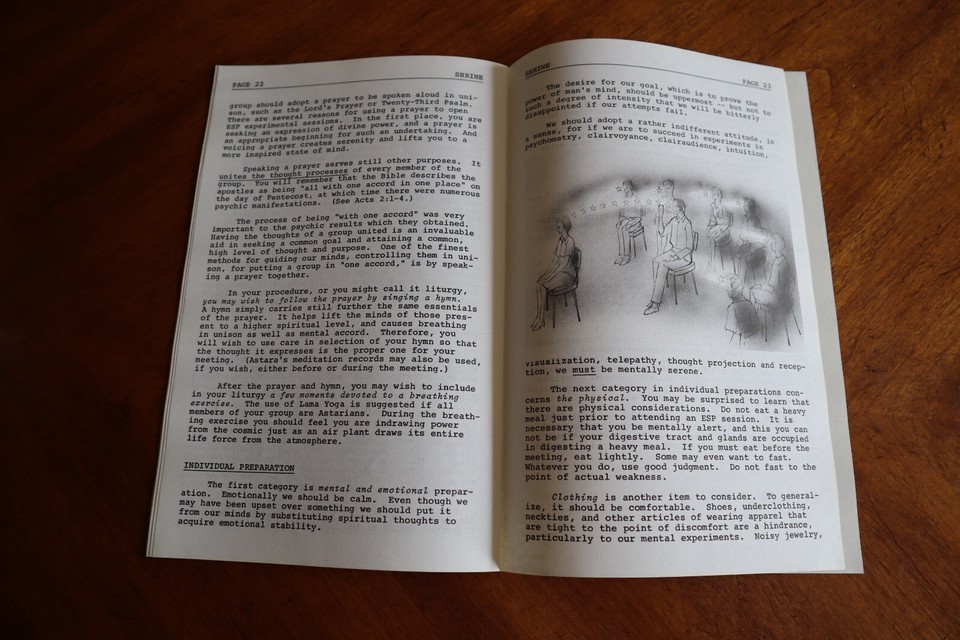 PAGE 22 SHRINE
group should adopt a prayer to be spoken aloud in uni-
son, such as the Lord's Prayer or Twenty-Third Psalm.
There are several reasons for using a prayer to open
ESP experimental sessions. In the first place, you are
seeking an expression of divine power, and a prayer is
an appropriate beginning for such an undertaking. And
voicing a prayer creates serenity and lifts you to a
more inspired state of mind.
Speaking a prayer serves still other purposes. It
unites the thought processes of every member of the
group. You will remember that the Bible describes the
apostles as being "all with one accord in one place" on
the day of Pentecost, at which time there were numerous
psychic manifestations. (See Acts 2:1-4.)
The process of being "with one accord" was very
important to the psychic results which they obtained.
Having the thoughts of a group united is an invaluable
aid in seeking a common goal and attaining a common,
high level of thought and purpose. One of the finest
methods for guiding our minds, controlling them in uni-
son, for putting a group in "one accord," is by speak-
ing a prayer together.
In your procedure, or you might call it liturgy,
you may wish to follow the prayer by singing a hymn.
A hymn simply carries still further the same essentials
of the prayer. It helps lift the minds of those pres-
ent to a higher spiritual level, and causes breathing
in unison as well as mental accord. Therefore, you
will wish to use care in selection of your hymn so that
the thought it expresses is the proper one for your
meeting. (Astara's meditation records may also be used,
if you wish, either before or during the meeting.)
After the prayer and hymn, you may wish to include
in your liturgy a few moments devoted to a breathing
exercise. The use of Lama Yoga is suggested if all
members of your group are Astarians. During the breath-
ing exercise you should feel you are indrawing power
from the cosmic just as an air plant draws its entire
life force from the atmosphere.
INDIVIDUAL PREPARATION
The first category is mental and emotional prepar-
ation. Emotionally we should be calm. Even though we
may have been upset over something we should put it
from our minds by substituting spiritual thoughts to
acquire emotional stability.
SHRINE PAGE 23
The desire for our goal, which is to prove the
power of man's mind, should be uppermost -- but not to
such a degree of intensity that we will be bitterly
disappointed if our attempts fail.
We should adopt a rather indifferent attitude, in
a sense, for if we are to succeed in experiments in
psychometry, clairvoyance, clairaudience, intuition,
visualization, telepathy, thought projection and recep-
tion, we must be mentally serene.
The next category in individual preparations con-
cerns the physical. You may be surprised to learn that
there are physical considerations. Do not eat a heavy
meal just prior to attending an ESP session. It is
necessary that you be mentally alert, and this you can
not be if your digestive tract and glands are occupied
in digesting a heavy meal. If you must eat before the
meeting, eat lightly. Some may even want to fast.
Whatever you do, use good judgment. Do not fast to the
point of actual weakness.
Clothing is another item to consider. To general-
ize, it should be comfortable. Shoes, underclothing,
neckties, and other articles of wearing apparel that
are tight to the point of discomfort are a hindrance,
particularly to our mental experiments. Noisy jewelry,